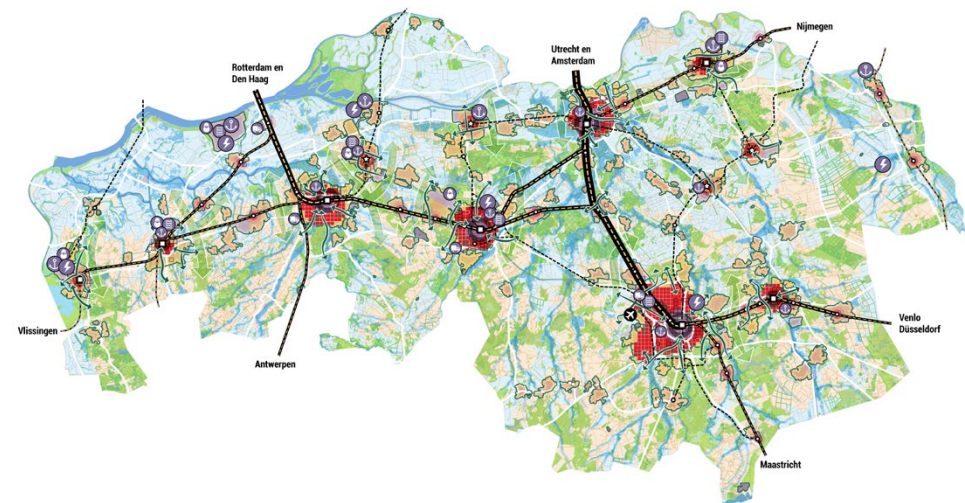 Nijmegen
Utrecht en
Amsterdam
Rotterdam en
Den Haag
Vlissingen
Antwerpen
Venlo
Düsseldorf
Maastricht